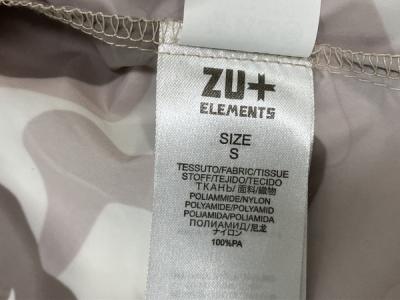 ZU+
ELEMENTS
SIZE
S
TESSUTO/FABRIC/TISSUE
STOFF/TEJIDO/TECIDO
ТКАНЬ/面料/織物
POLIAMMIDE/NYLON
POLYAMIDE/POLYAMID
POLIAMIDA/POLIAMIDA
ПОЛИАМИД/尼龙
ナイロン
100%PA